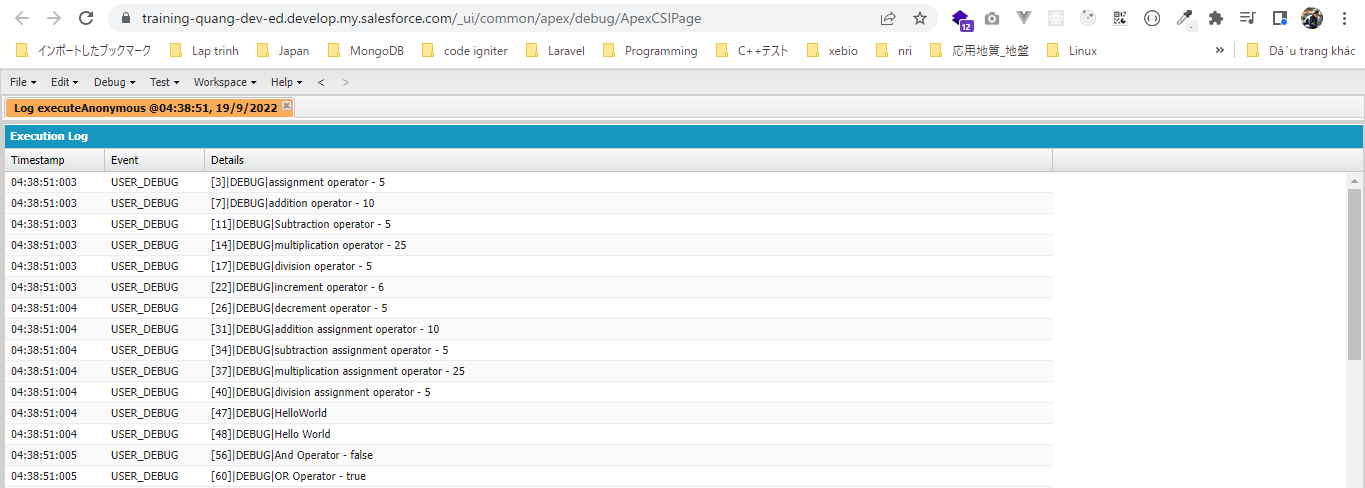 training-quang-dev-ed.develop.my.salesforce.com/_ui/common/apex/debug/ApexCSIPage
12
インポートしたブックマーク Lap trinh Japan MongoDB code igniter Laravel Programming C++テスト xebio nri 応用地質_地盤 Linux » Dấu trang khác
File Edit Debug Test Workspace Help < >
Log executeAnonymous @04:38:51, 19/9/2022
Execution Log
Timestamp Event Details
04:38:51:003 USER_DEBUG [3]|DEBUG|assignment operator - 5
04:38:51:003 USER_DEBUG [7]|DEBUG|addition operator - 10
04:38:51:003 USER_DEBUG [11]|DEBUG|Subtraction operator - 5
04:38:51:003 USER_DEBUG [14]|DEBUG|multiplication operator - 25
04:38:51:003 USER_DEBUG [17]|DEBUG|division operator - 5
04:38:51:003 USER_DEBUG [22]|DEBUG|increment operator - 6
04:38:51:004 USER_DEBUG [26]|DEBUG|decrement operator - 5
04:38:51:004 USER_DEBUG [31]|DEBUG|addition assignment operator - 10
04:38:51:004 USER_DEBUG [34]|DEBUG|subtraction assignment operator - 5
04:38:51:004 USER_DEBUG [37]|DEBUG|multiplication assignment operator - 25
04:38:51:004 USER_DEBUG [40]|DEBUG|division assignment operator - 5
04:38:51:004 USER_DEBUG [47]|DEBUG|HelloWorld
04:38:51:004 USER_DEBUG [48]|DEBUG|Hello World
04:38:51:005 USER_DEBUG [56]|DEBUG|And Operator - false
04:38:51:005 USER_DEBUG [60]|DEBUG|OR Operator - true